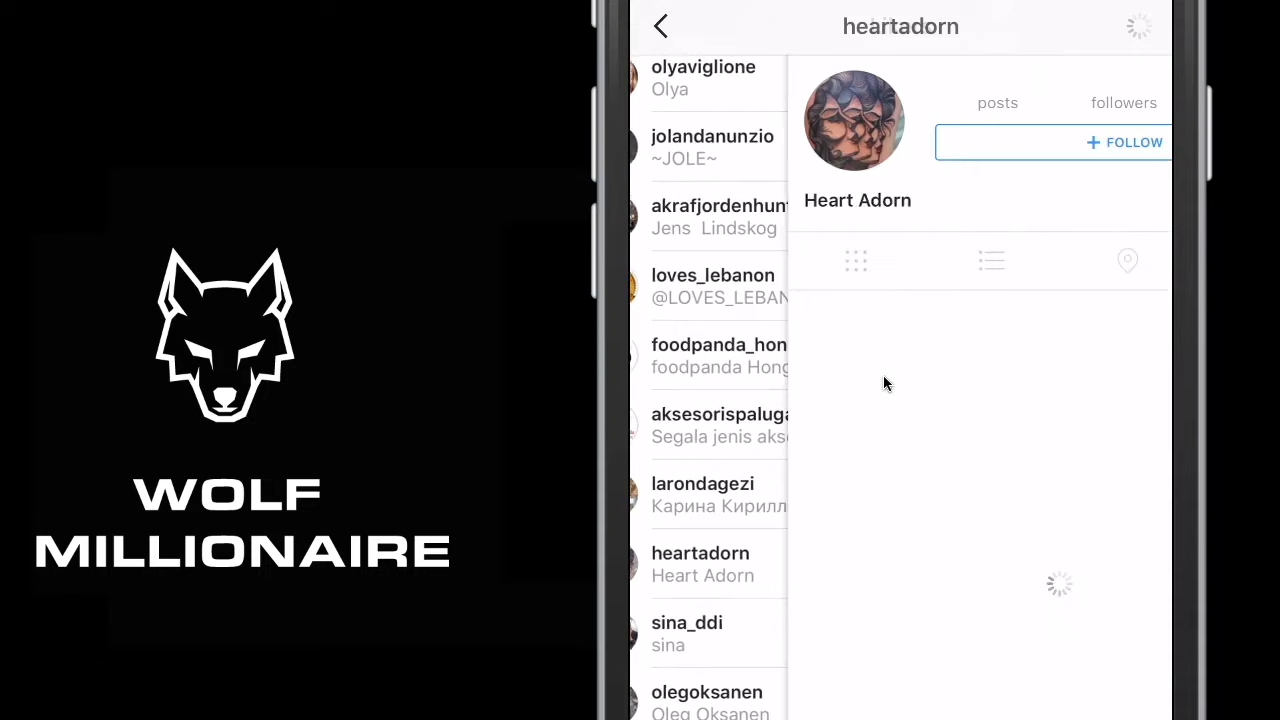 WOLF
MILLIONAIRE
heartadorn
olyaviglione
Olya
jolandanunzio
~JOLE~
akrafjordenhunt
Jens Lindskog
loves_lebanon
@LOVES_LEBAN
foodpanda_hon
foodpanda Hong
aksesorispaluga
Segala jenis akse
larondagezi
Карина Кирилл
heartadorn
Heart Adorn
sina_ddi
sina
olegoksanen
Oleg Oksanen
posts
followers
+ FOLLOW
Heart Adorn